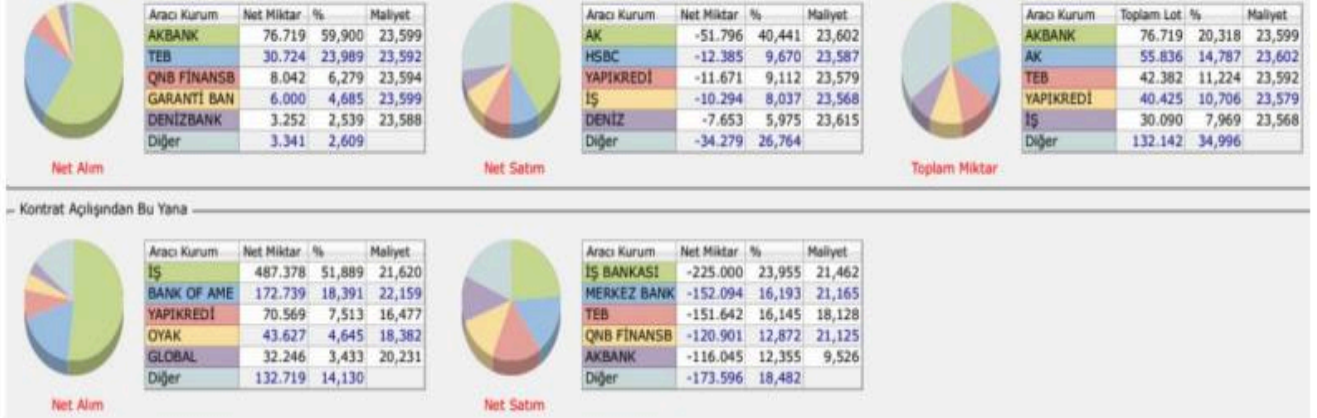 Aracı Kurum Net Miktar % Maliyet
AKBANK 76.719 59,900 23,599
TEB 30.724 23,989 23,592
QNB FİNANSB 8.042 6,279 23,594
GARANTİ BAN 6.000 4,685 23,599
DENİZBANK 3.252 2,539 23,588
Diğer 3.341 2,609
Net Alım
Aracı Kurum Net Miktar % Maliyet
AK -51.796 40,441 23,602
HSBC -12.385 9,670 23,587
YAPIKREDİ -11.671 9,112 23,579
İŞ -10.294 8,037 23,568
DENİZ -7.653 5,975 23,615
Diğer -34.279 26,764
Net Satım
Aracı Kurum Toplam Lot % Maliyet
AKBANK 76.719 20,318 23,599
AK 55.836 14,787 23,602
TEB 42.382 11,224 23,592
YAPIKREDİ 40.425 10,706 23,579
İŞ 30.090 7,969 23,568
Diğer 132.142 34,996
Toplam Miktar
Kontrat Açılışından Bu Yana
Aracı Kurum Net Miktar % Maliyet
İŞ 487.378 51,889 21,620
BANK OF AME 172.739 18,391 22,159
YAPIKREDİ 70.569 7,513 16,477
OYAK 43.627 4,645 18,382
GLOBAL 32.246 3,433 20,231
Diğer 132.719 14,130
Net Alım
Aracı Kurum Net Miktar % Maliyet
İŞ BANKASI -225.000 23,955 21,462
MERKEZ BANK -152.094 16,193 21,165
TEB -151.642 16,145 18,128
QNB FİNANSB -120.901 12,872 21,125
AKBANK -116.045 12,355 9,526
Diğer -173.596 18,482
Net Satım